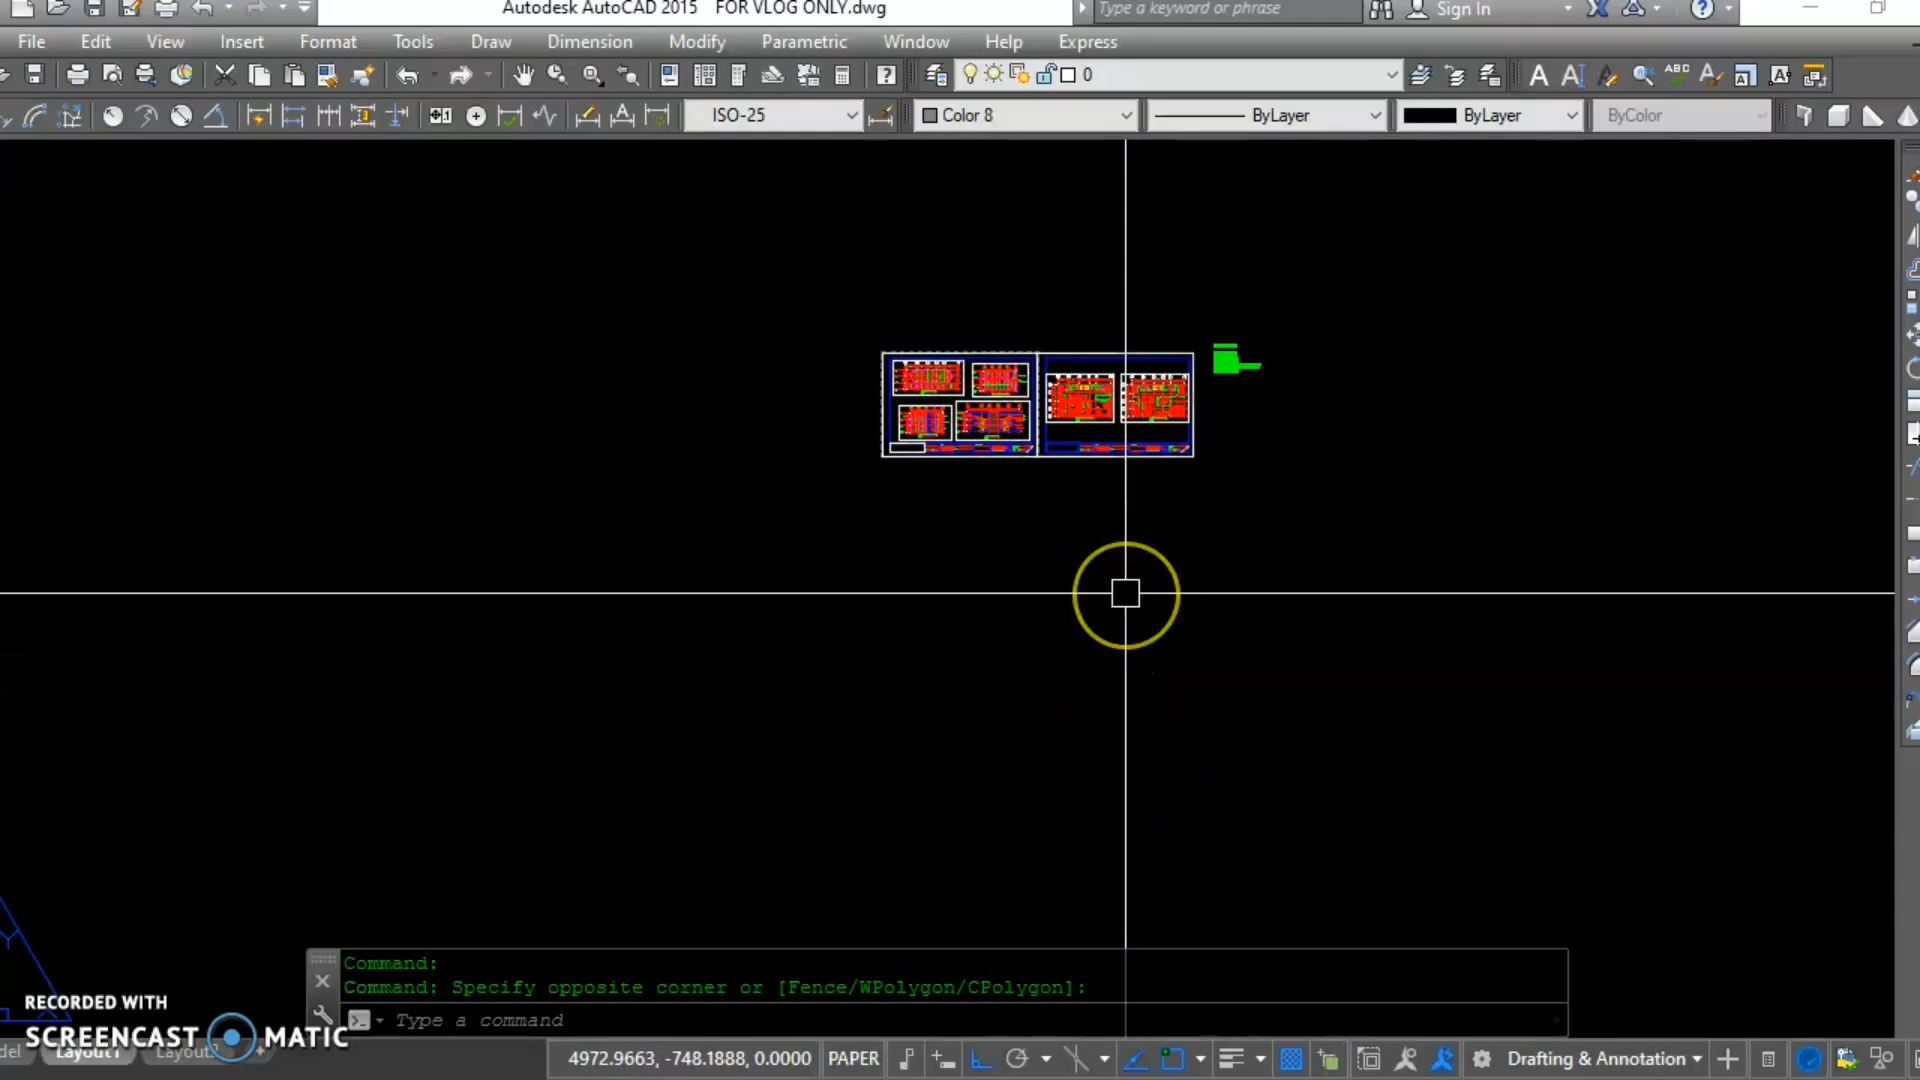 Autodesk AutoCAD 2015 FOR VLOG ONLY.dwg
Type a keyword or phrase
Sign In
File Edit View Insert Format Tools Draw Dimension Modify Parametric Window Help Express
0
ABC
ISO-25
Color 8
ByLayer
ByLayer
ByColor
Command:
Command: Specify opposite corner or [Fence/WPolygon/CPolygon]:
Type a command
RECORDED WITH
SCREENCAST MATIC
Layout1
4972.9663, -748.1888, 0.0000 PAPER
Drafting & Annotation